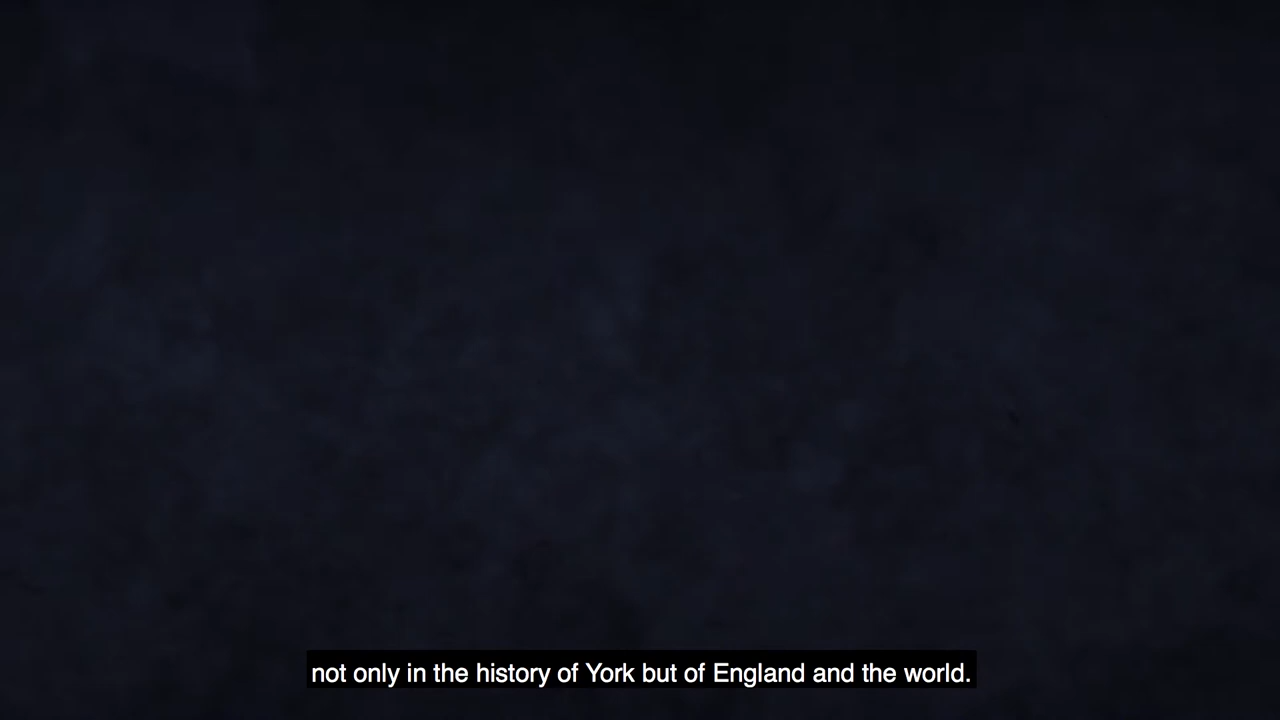 not only in the history of York but of England and the world.